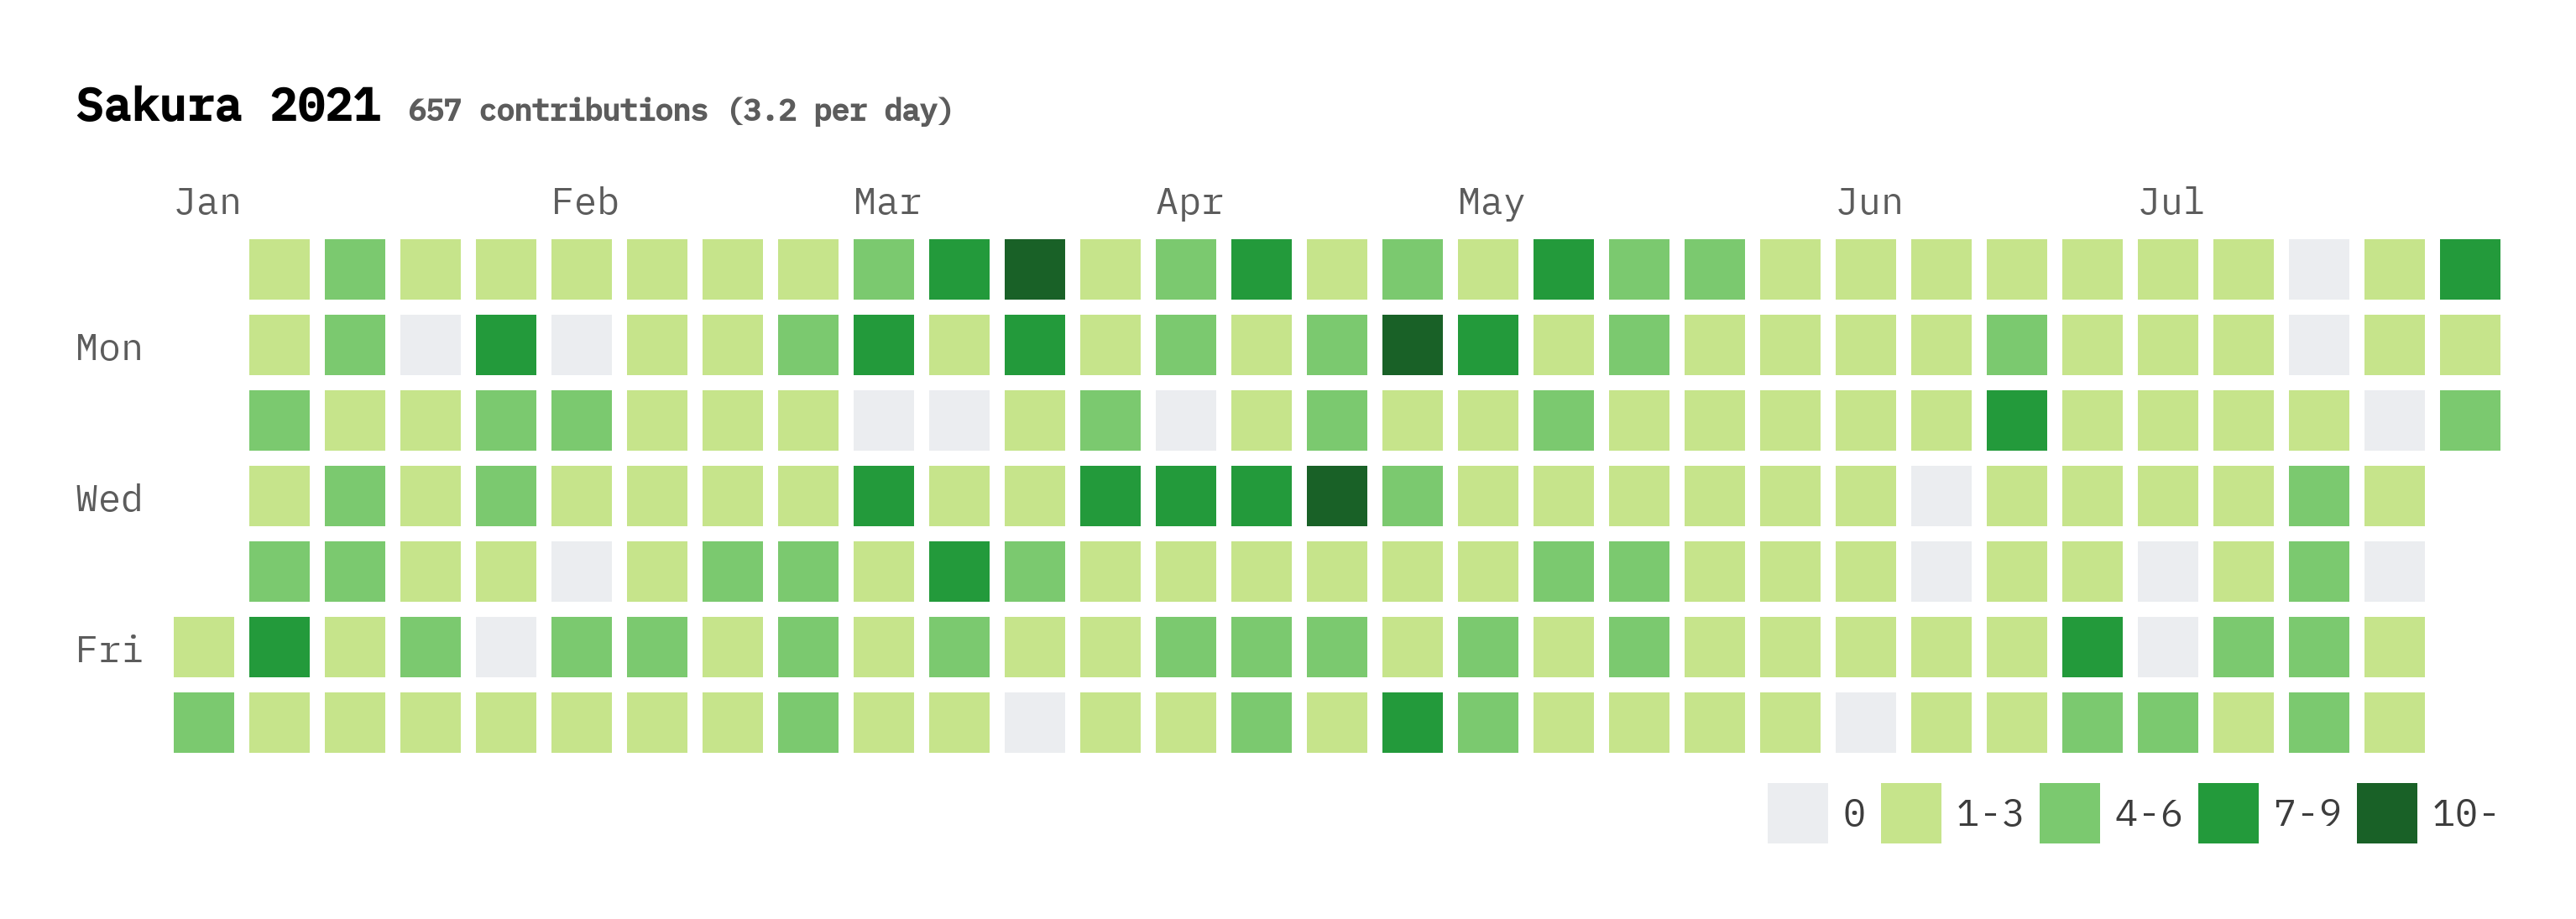 Sakura 2021 657 contributions (3.2 per day)
Jan Feb Mar Apr May Jun Jul
Mon
Wed
Fri
0 1-3 4-6 7-9 10-